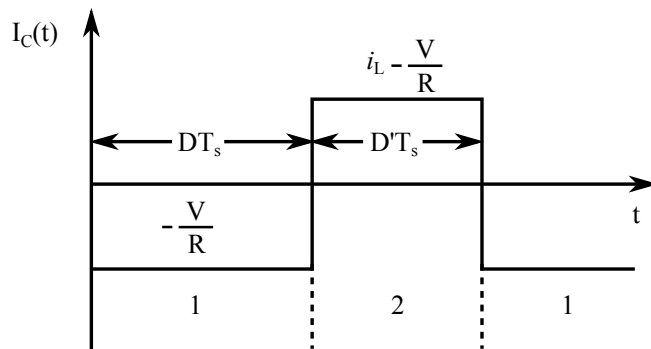 I_C(t)
i_L - V/R
DT_s
D'T_s
t
- V/R
1
2
1